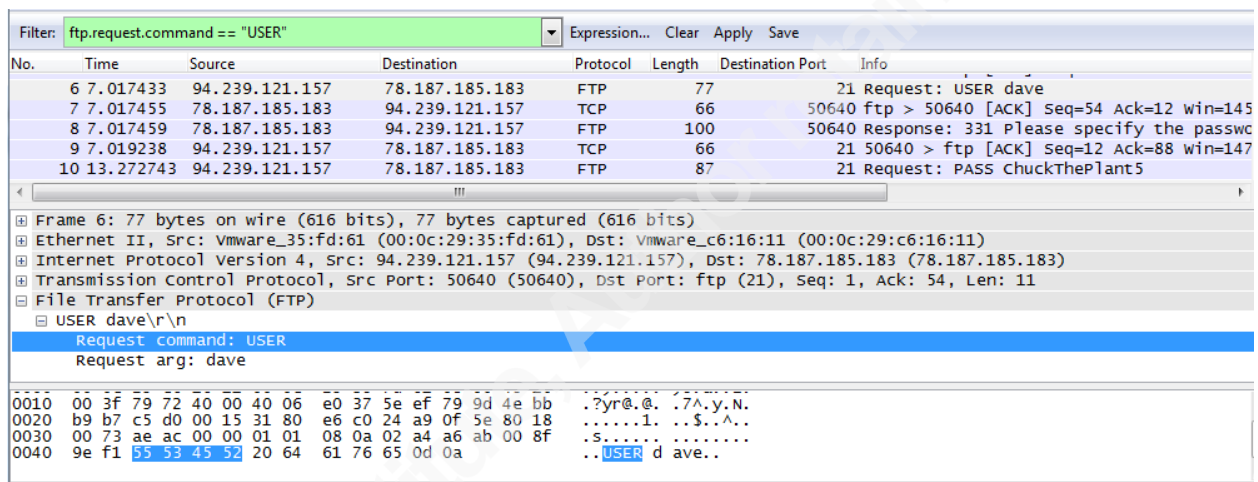 Filter: ftp.request.command == "USER" Expression... Clear Apply Save
No. Time Source Destination Protocol Length Destination Port Info
6 7.017433 94.239.121.157 78.187.185.183 FTP 77 21 Request: USER dave
7 7.017455 78.187.185.183 94.239.121.157 TCP 66 50640 ftp > 50640 [ACK] Seq=54 Ack=12 Win=145
8 7.017459 78.187.185.183 94.239.121.157 FTP 100 50640 Response: 331 Please specify the passwo
9 7.019238 94.239.121.157 78.187.185.183 TCP 66 21 50640 > ftp [ACK] Seq=12 Ack=88 Win=147
10 13.272743 94.239.121.157 78.187.185.183 FTP 87 21 Request: PASS ChuckThePlant5
Frame 6: 77 bytes on wire (616 bits), 77 bytes captured (616 bits)
Ethernet II, Src: Vmware_35:fd:61 (00:0c:29:35:fd:61), Dst: Vmware_c6:16:11 (00:0c:29:c6:16:11)
Internet Protocol Version 4, Src: 94.239.121.157 (94.239.121.157), Dst: 78.187.185.183 (78.187.185.183)
Transmission Control Protocol, Src Port: 50640 (50640), Dst Port: ftp (21), Seq: 1, Ack: 54, Len: 11
File Transfer Protocol (FTP)
USER dave\r\n
Request command: USER
Request arg: dave
0010 00 3f 79 72 40 00 40 06 e0 37 5e ef 79 9d 4e bb .?yr@.@. .7^.y.N.
0020 b9 b7 c5 d0 00 15 31 80 e6 c0 24 a9 0f 5e 80 18 ......1. ..$..^..
0030 00 73 ae ac 00 00 01 01 08 0a 02 a4 a6 ab 00 8f .s...... ........
0040 9e f1 55 53 45 52 20 64 61 76 65 0d 0a ..USER d ave..